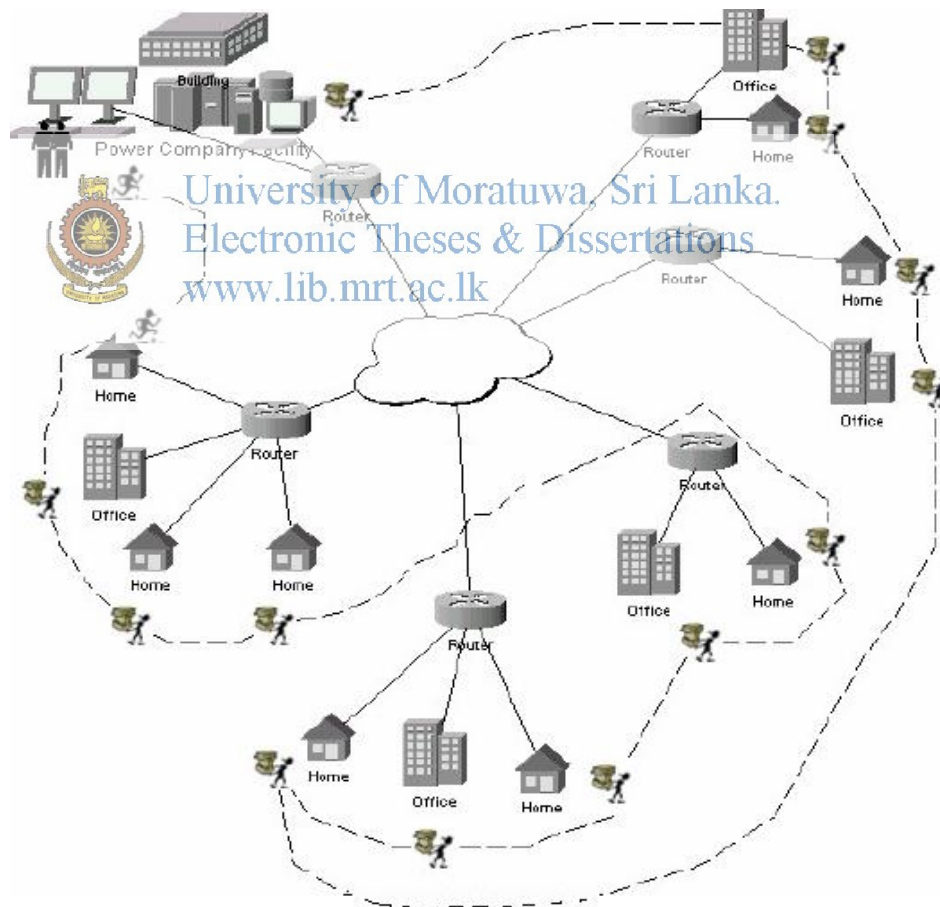 Building
Office
Power Company Facility
Router
Home
University of Moratuwa, Sri Lanka.
Router
Electronic Theses & Dissertations
Router
www.lib.mrt.ac.lk
Home
Home
Office
Router
Router
Office
Home
Home
Office
Home
Router
Home
Office
Home